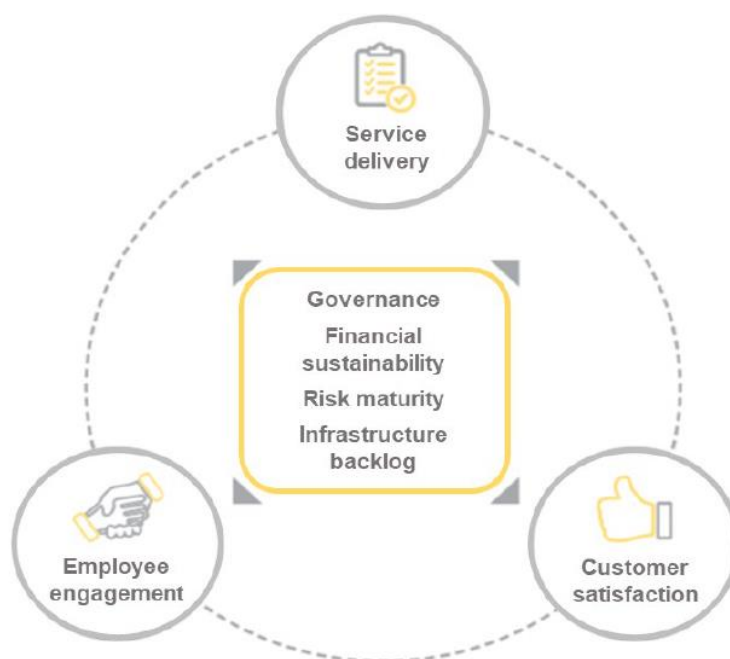 Service
delivery
Governance
Financial
sustainability
Risk maturity
Infrastructure
backlog
Employee
engagement
Customer
satisfaction